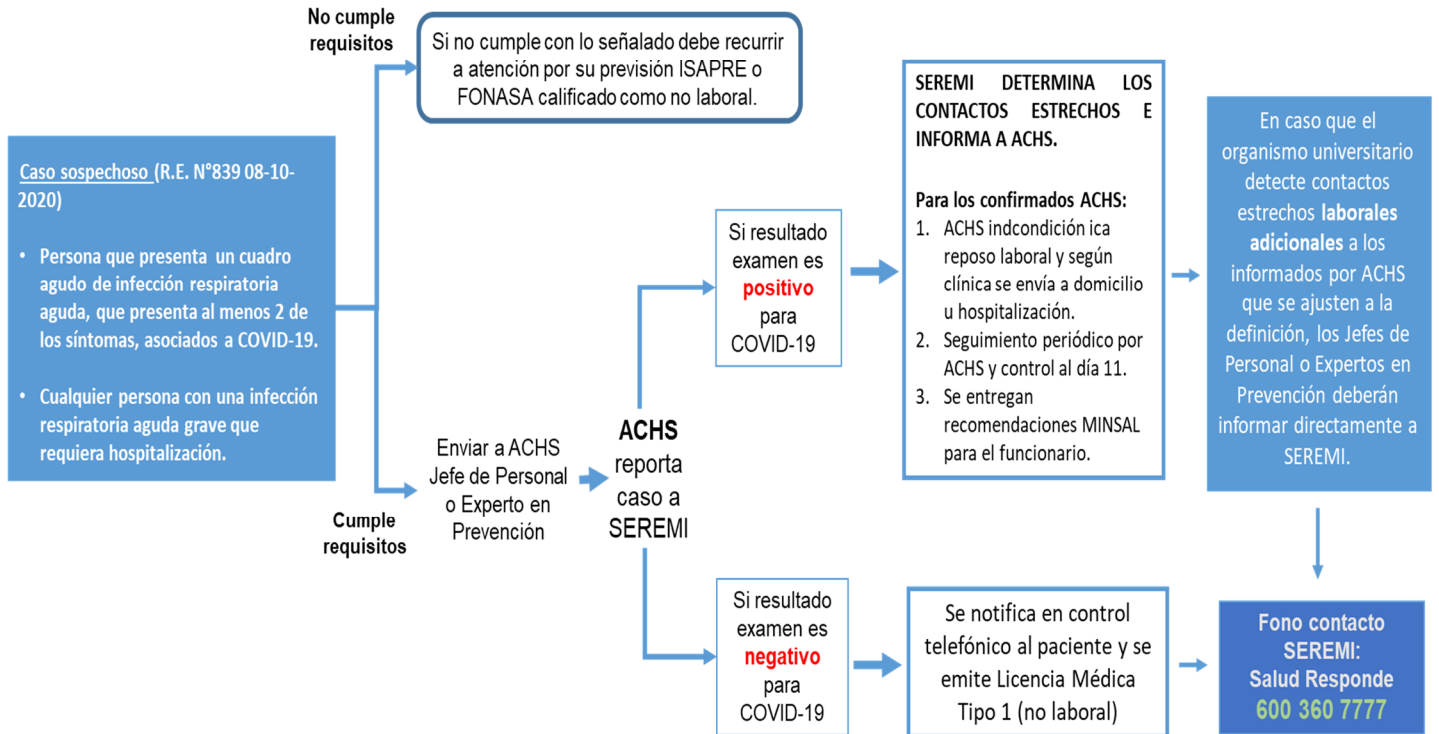 No cumple
requisitos
Si no cumple con lo señalado debe recurrir
a atención por su previsión ISAPRE o
FONASA calificado como no laboral.
Caso sospechoso (R.E. N°839 08-10-
2020)
• Persona que presenta un cuadro
agudo de infección respiratoria
aguda, que presenta al menos 2 de
los síntomas, asociados a COVID-19.
• Cualquier persona con una infección
respiratoria aguda grave que
requiera hospitalización.
Cumple
requisitos
Enviar a ACHS
Jefe de Personal
o Experto en
Prevención
ACHS
reporta
caso a
SEREMI
Si resultado
examen es
positivo
para
COVID-19
SEREMI DETERMINA LOS
CONTACTOS ESTRECHOS E
INFORMA A ACHS.
Para los confirmados ACHS:
1. ACHS indcondición ica
reposo laboral y según
clínica se envía a domicilio
u hospitalización.
2. Seguimiento periódico por
ACHS y control al día 11.
3. Se entregan
recomendaciones MINSAL
para el funcionario.
En caso que el
organismo universitario
detecte contactos
estrechos laborales
adicionales a los
informados por ACHS
que se ajusten a la
definición, los Jefes de
Personal o Expertos en
Prevención deberán
informar directamente a
SEREMI.
Si resultado
examen es
negativo
para
COVID-19
Se notifica en control
telefónico al paciente y se
emite Licencia Médica
Tipo 1 (no laboral)
Fono contacto
SEREMI:
Salud Responde
600 360 7777